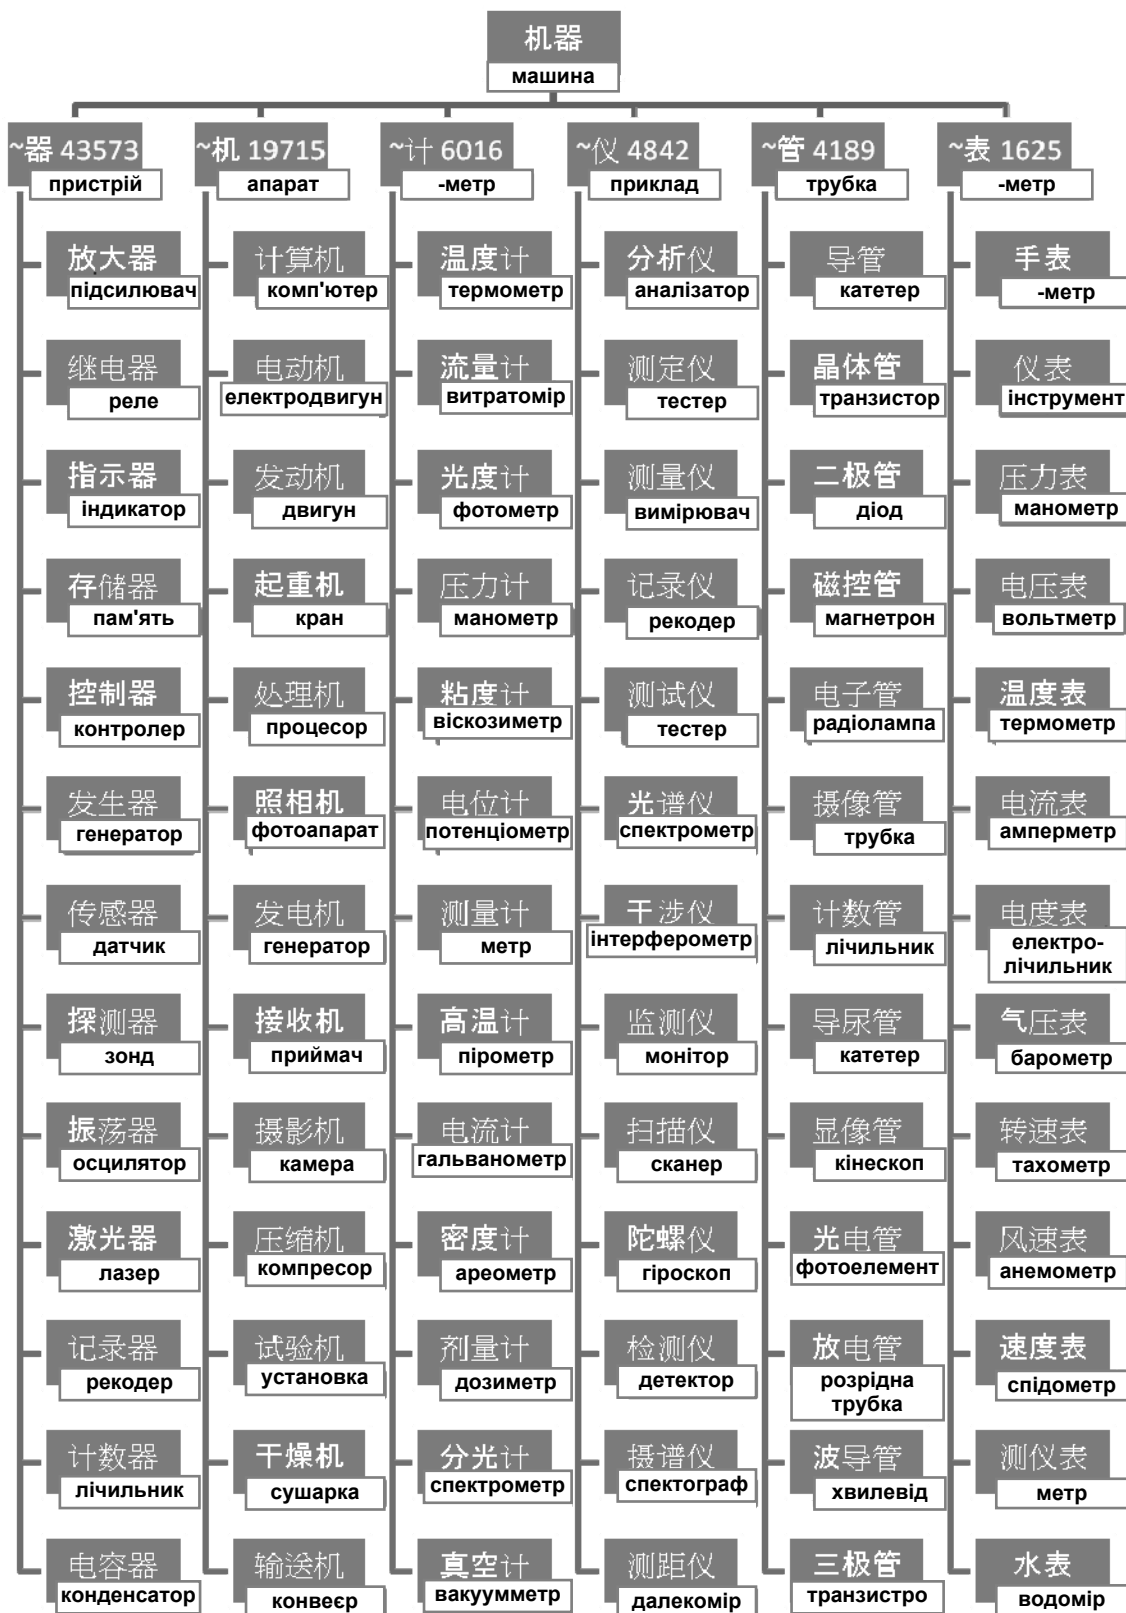 机器
машина
~器 43573
пристрій
~机 19715
апарат
~计 6016
-метр
~仪 4842
приклад
~管 4189
трубка
~表 1625
-метр
放大器
підсилювач
计算机
комп'ютер
温度计
термометр
分析仪
аналізатор
导管
катетер
手表
-метр
继电器
реле
电动机
електродвигун
流量计
витратомір
测定仪
тестер
晶体管
транзистор
仪表
інструмент
指示器
індикатор
发动机
двигун
光度计
фотометр
测量仪
вимірювач
二极管
діод
压力表
манометр
存储器
пам'ять
起重机
кран
压力计
манометр
记录仪
рекодер
磁控管
магнетрон
电压表
вольтметр
控制器
контролер
处理机
процесор
粘度计
віскозиметр
测试仪
тестер
电子管
радіолампа
温度表
термометр
发生器
генератор
照相机
фотоапарат
电位计
потенціометр
光谱仪
спектрометр
摄像管
трубка
电流表
амперметр
传感器
датчик
发电机
генератор
测量计
метр
干涉仪
інтерферометр
计数管
лічильник
电度表
електро-
лічильник
探测器
зонд
接收机
приймач
高温计
пірометр
监测仪
монітор
导尿管
катетер
气压表
барометр
振荡器
осцилятор
摄影机
камера
电流计
гальванометр
扫描仪
сканер
显像管
кінескоп
转速表
тахометр
激光器
лазер
压缩机
компресор
密度计
ареометр
陀螺仪
гіроскоп
光电管
фотоелемент
风速表
анемометр
记录器
рекодер
试验机
установка
剂量计
дозиметр
检测仪
детектор
放电管
розрідна
трубка
速度表
спідометр
计数器
лічильник
干燥机
сушарка
分光计
спектрометр
摄谱仪
спектограф
波导管
хвилевід
测仪表
метр
电容器
конденсатор
输送机
конвеєр
真空计
вакуумметр
测距仪
далекомір
三极管
транзистро
水表
водомір